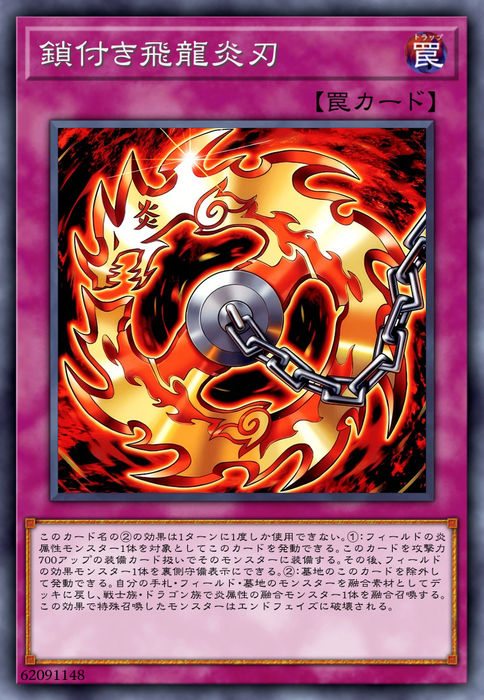 鎖付き飛龍炎刃
トラップ
罠
【罠カード】
炎
このカード名の②の効果は1ターンに1度しか使用できない。①:フィールドの炎
属性モンスター1体を対象としてこのカードを発動できる。このカードを攻撃力
700アップの装備カード扱いでそのモンスターに装備する。その後、フィールド
の効果モンスター1体を裏側守備表示にできる。②:墓地のこのカードを除外し
て発動できる。自分の手札・フィールド・墓地のモンスターを融合素材としてデ
ッキに戻し、戦士族・ドラゴン族で炎属性の融合モンスター1体を融合召喚する。
この効果で特殊召喚したモンスターはエンドフェイズに破壊される。
62091148